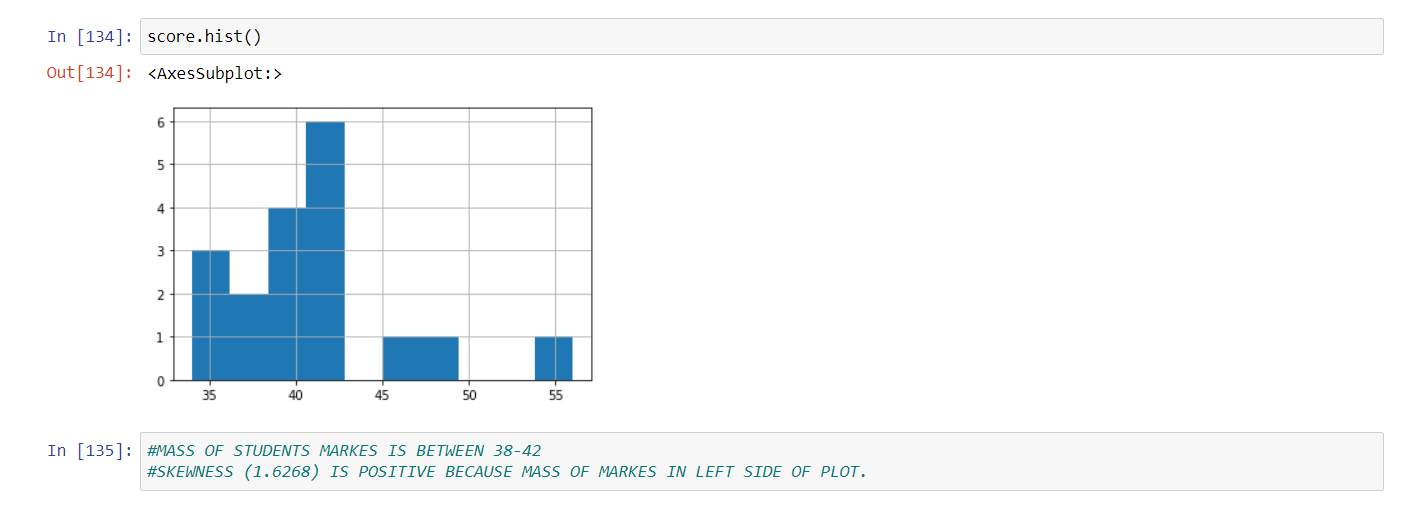 In [134]: score.hist()
Out[134]: <AxesSubplot:>
6
5
4
3
2
1
0
35 40 45 50 55
In [135]: #MASS OF STUDENTS MARKES IS BETWEEN 38-42
#SKEWNESS (1.6268) IS POSITIVE BECAUSE MASS OF MARKES IN LEFT SIDE OF PLOT.